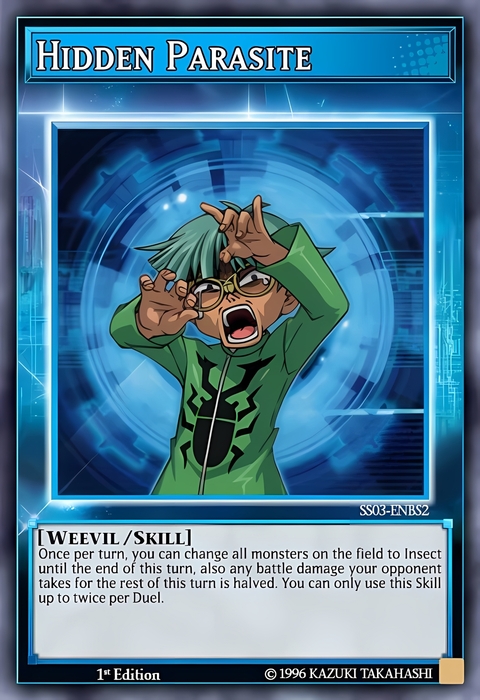 Hidden Parasite
SS03-ENBS2
[Weevil/Skill]
Once per turn, you can change all monsters on the field to Insect
until the end of this turn, also any battle damage your opponent
takes for the rest of this turn is halved. You can only use this Skill
up to twice per Duel.
1st Edition
© 1996 KAZUKI TAKAHASHI